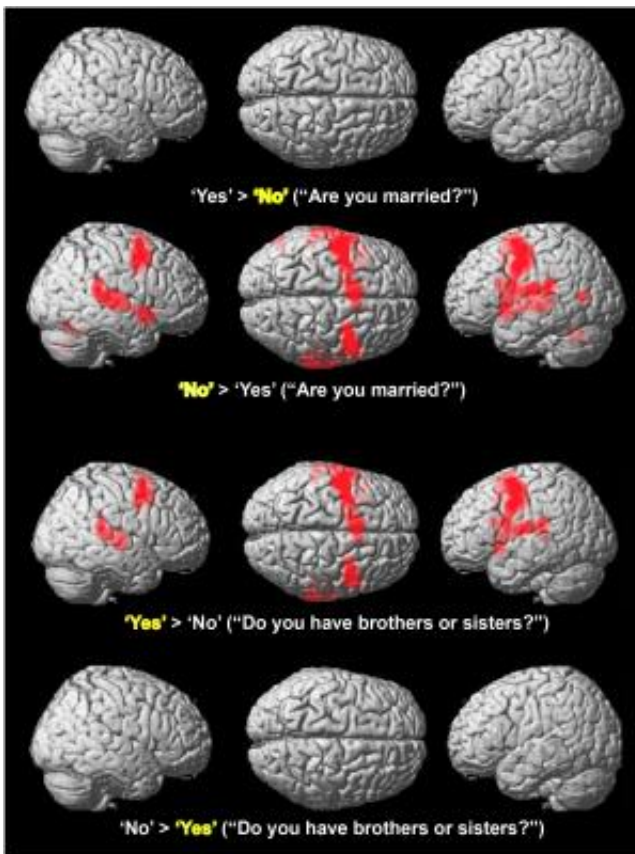 'Yes' > 'No' ("Are you married?")
'No' > 'Yes' ("Are you married?")
'Yes' > 'No' ("Do you have brothers or sisters?")
'No' > 'Yes' ("Do you have brothers or sisters?")